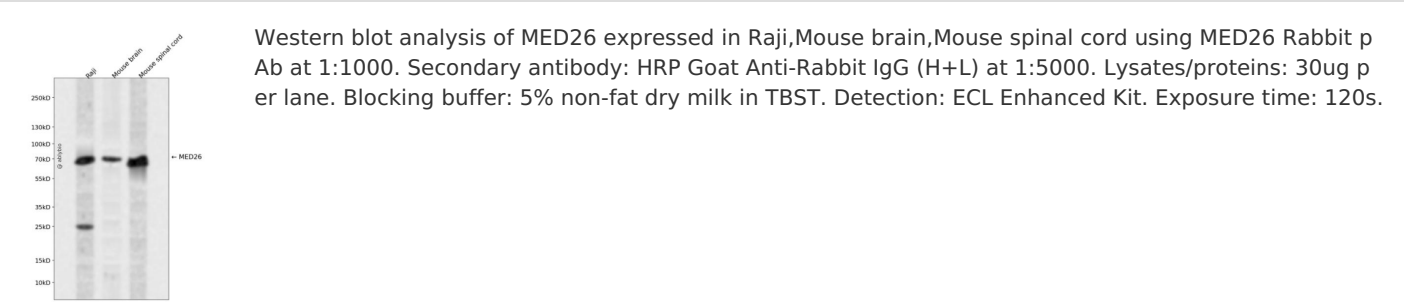 Raji
Mouse brain
Mouse spinal cord
250kD
130kD
100kD
70kD
55kD
35kD
25kD
15kD
10kD
@ ablybio
← MED26
Western blot analysis of MED26 expressed in Raji,Mouse brain,Mouse spinal cord using MED26 Rabbit p
Ab at 1:1000. Secondary antibody: HRP Goat Anti-Rabbit IgG (H+L) at 1:5000. Lysates/proteins: 30ug p
er lane. Blocking buffer: 5% non-fat dry milk in TBST. Detection: ECL Enhanced Kit. Exposure time: 120s.